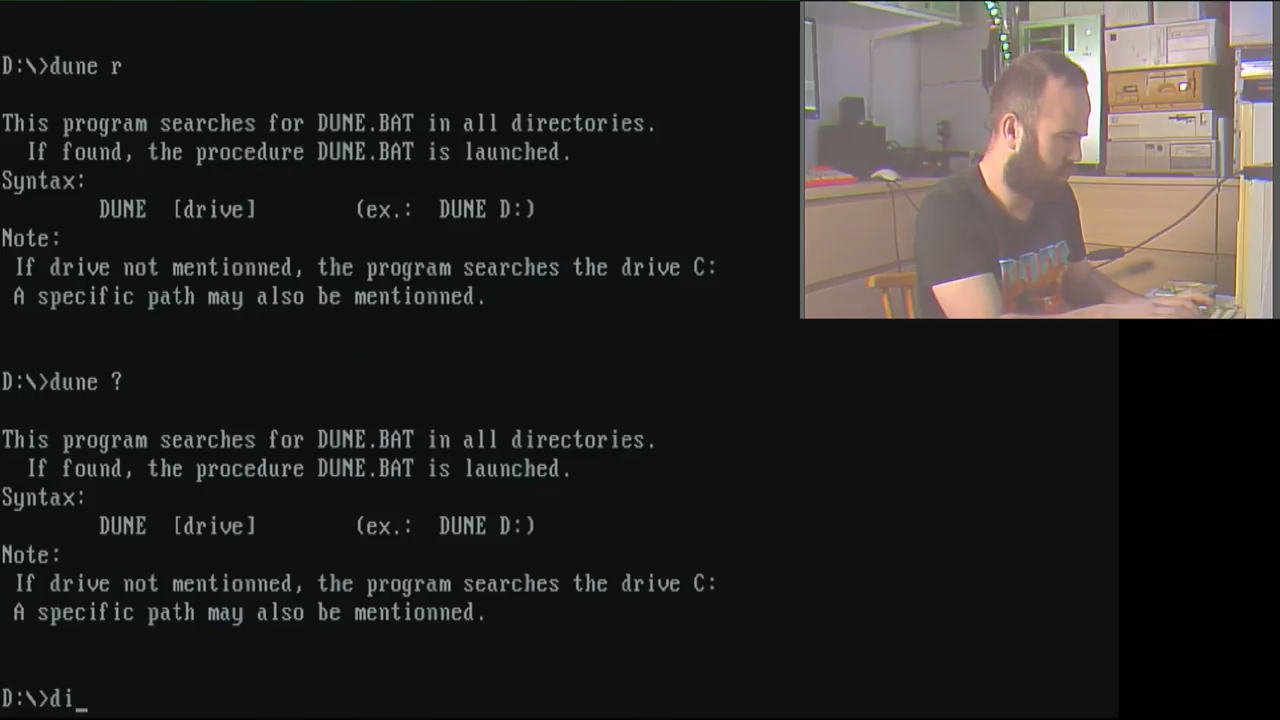 D:\>dune r
This program searches for DUNE.BAT in all directories.
If found, the procedure DUNE.BAT is launched.
Syntax:
DUNE [drive] (ex.: DUNE D:)
Note:
If drive not mentionned, the program searches the drive C:
A specific path may also be mentionned.
D:\>dune ?
This program searches for DUNE.BAT in all directories.
If found, the procedure DUNE.BAT is launched.
Syntax:
DUNE [drive] (ex.: DUNE D:)
Note:
If drive not mentionned, the program searches the drive C:
A specific path may also be mentionned.
D:\>di_